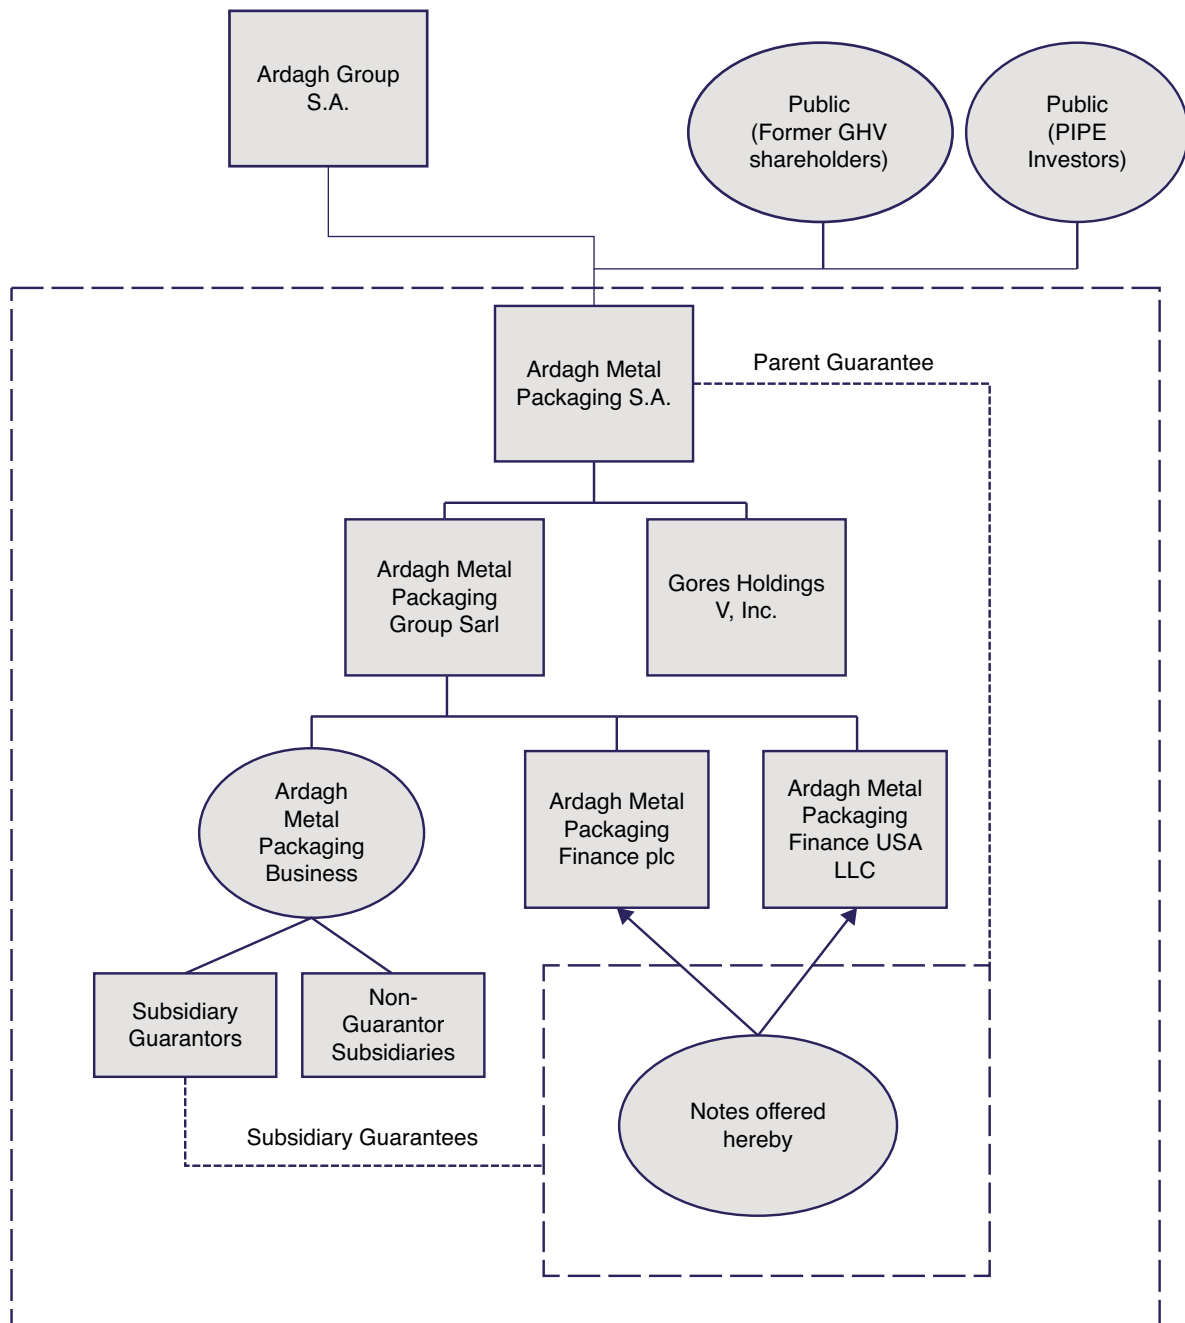 Ardagh Group
S.A.
Public
(Former GHV
shareholders)
Public
(PIPE
Investors)
Ardagh Metal
Packaging S.A.
Parent Guarantee
Ardagh Metal
Packaging
Group Sarl
Gores Holdings
V, Inc.
Ardagh
Metal
Packaging
Business
Ardagh Metal
Packaging
Finance plc
Ardagh Metal
Packaging
Finance USA
LLC
Subsidiary
Guarantors
Non-
Guarantor
Subsidiaries
Notes offered
hereby
Subsidiary Guarantees